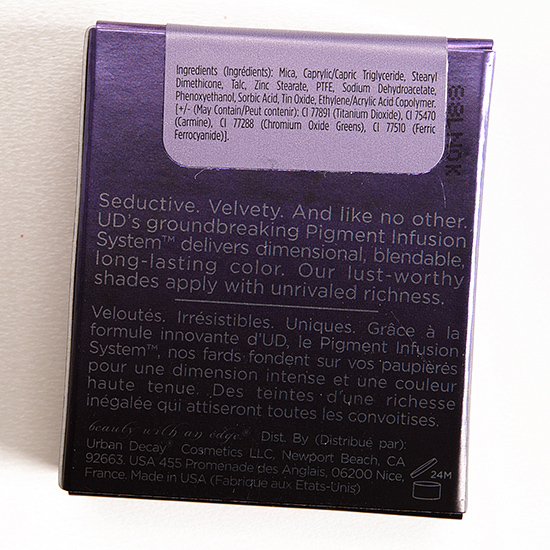 Ingredients (Ingrédients): Mica, Caprylic/Capric Triglyceride, Stearyl
Dimethicone, Talc, Zinc Stearate, PTFE, Sodium Dehydroacetate,
Phenoxyethanol, Sorbic Acid, Tin Oxide, Ethylene/Acrylic Acid Copolymer.
[+/- (May Contain/Peut contenir): CI 77891 (Titanium Dioxide), CI 75470
(Carmine), CI 77288 (Chromium Oxide Greens), CI 77510 (Ferric
Ferrocyanide)].
Seductive. Velvety. And like no other.
UD's groundbreaking Pigment Infusion
System™ delivers dimensional, blendable,
long-lasting color. Our lust-worthy
shades apply with unrivaled richness.
Veloutés. Irrésistibles. Uniques. Grâce à la
formule innovante d'UD, le Pigment Infusion
System™, nos fards fondent sur vos paupières
pour une dimension intense et une couleur
haute tenue. Des teintes d'une richesse
inégalée qui attiseront toutes les convoitises.
beauty with an edge® Dist. By (Distribué par):
Urban Decay® Cosmetics LLC, Newport Beach, CA
92663. USA 455 Promenade des Anglais, 06200 Nice,
France. Made in USA (Fabriqué aux États-Unis)
24M